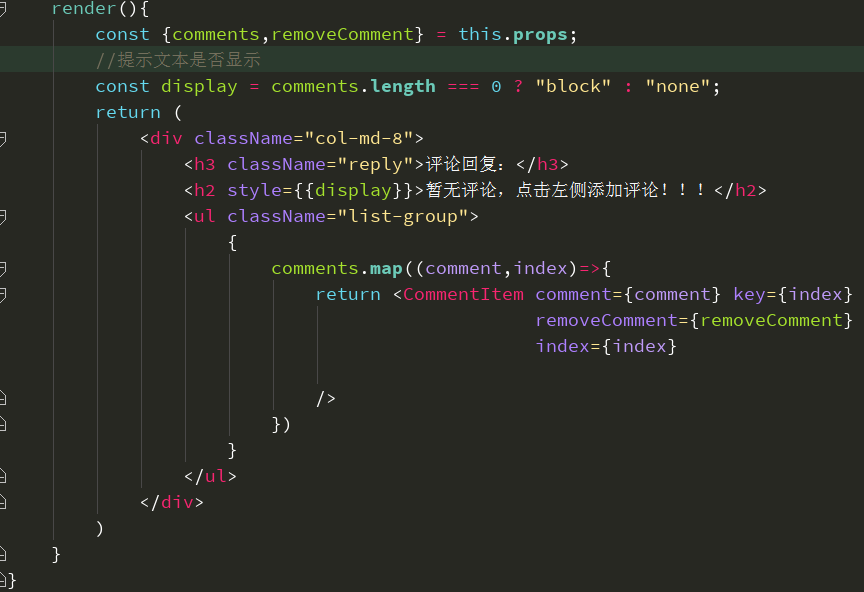 render(){
const {comments,removeComment} = this.props;
//提示文本是否显示
const display = comments.length === 0 ? "block" : "none";
return (
<div className="col-md-8">
<h3 className="reply">评论回复：</h3>
<h2 style={{display}}>暂无评论，点击左侧添加评论！！！</h2>
<ul className="list-group">
{
comments.map((comment,index)=>{
return <CommentItem comment={comment} key={index}
removeComment={removeComment}
index={index}
/>
})
}
</ul>
</div>
)
}
}